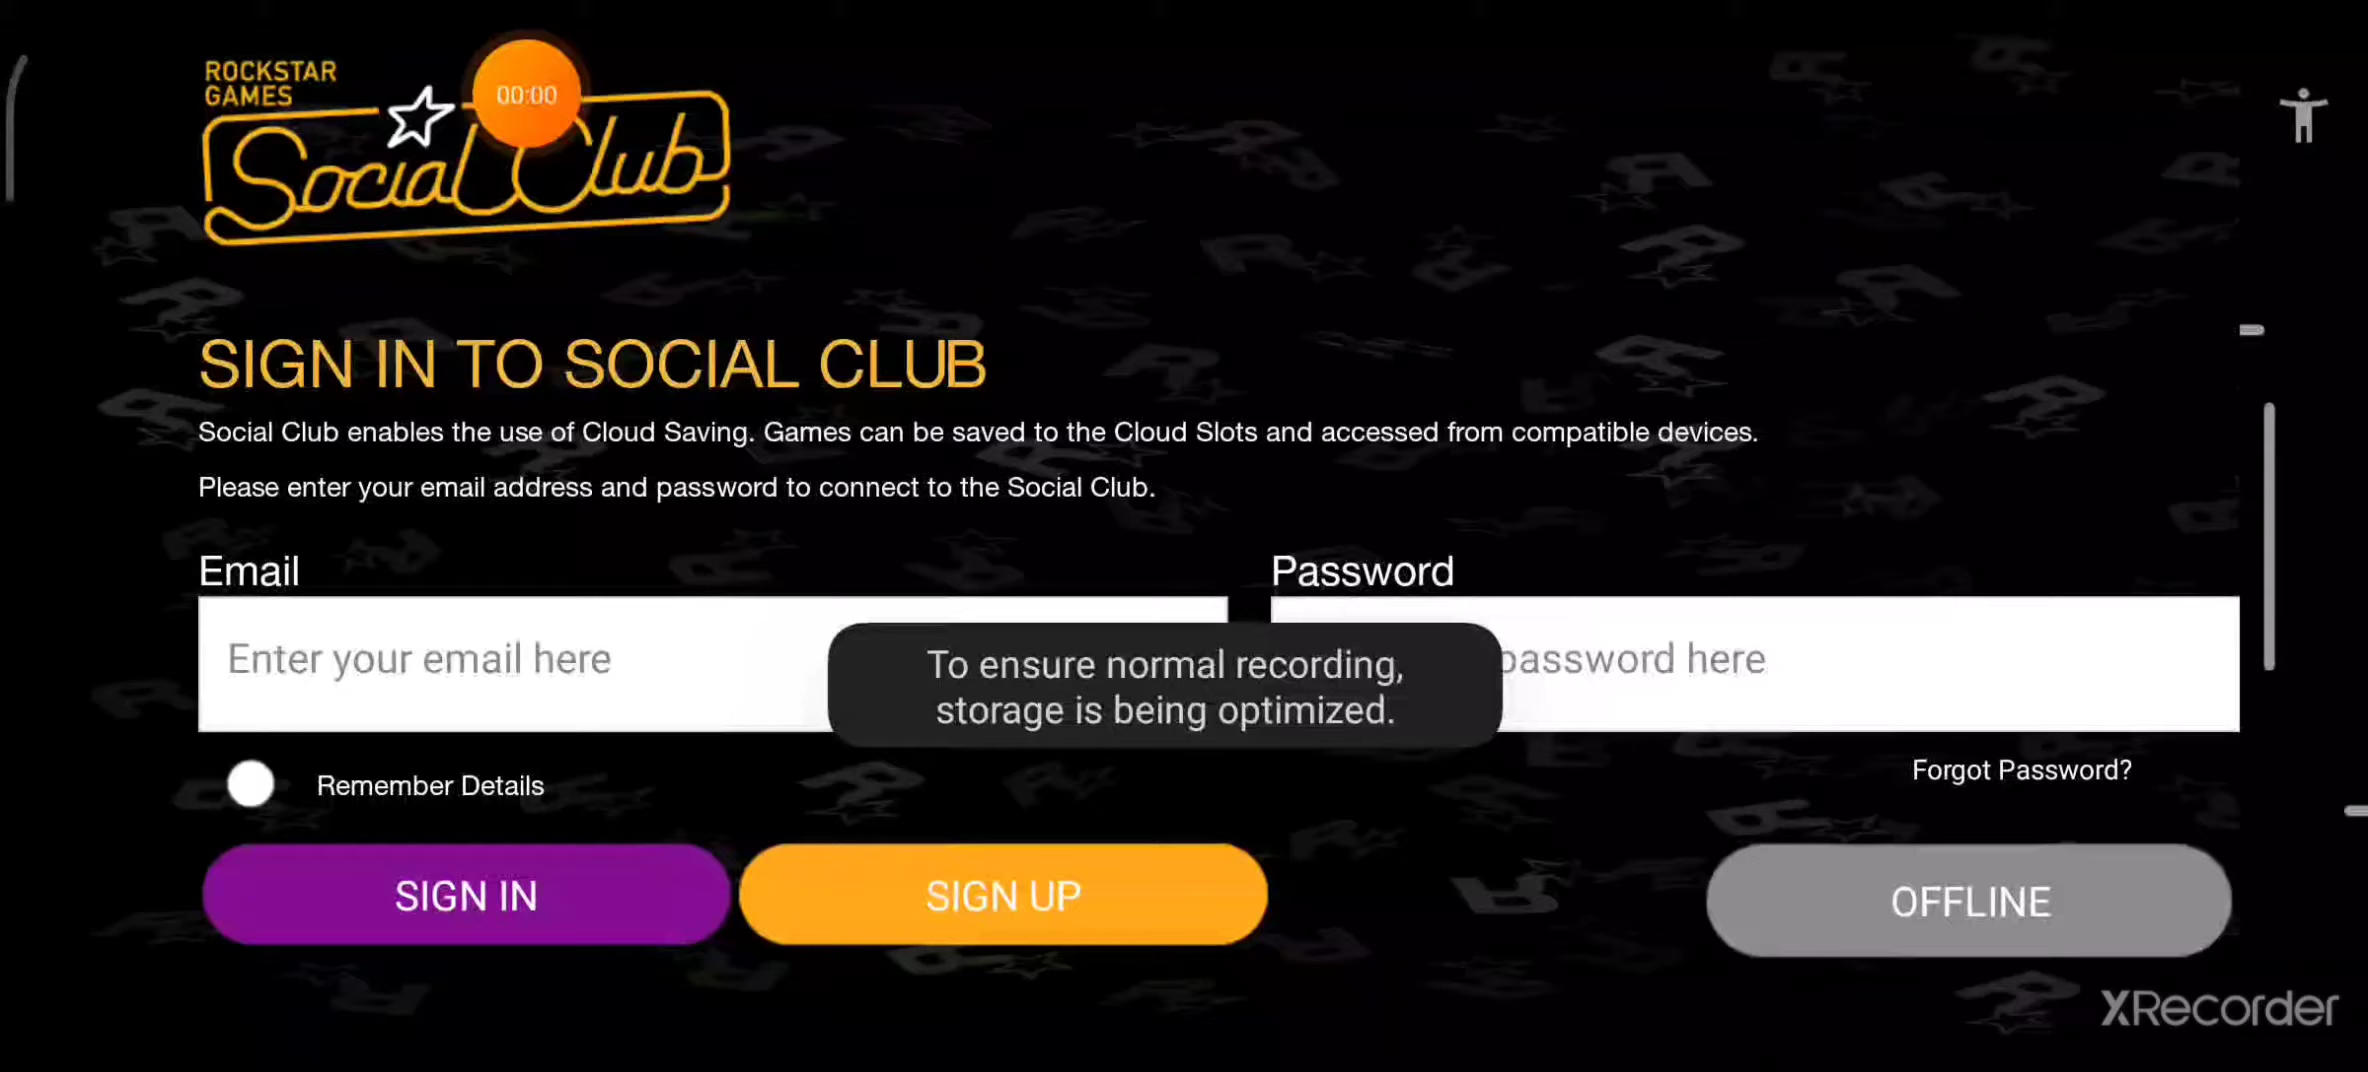 ROCKSTAR
GAMES
00:00
Social Club
SIGN IN TO SOCIAL CLUB
Social Club enables the use of Cloud Saving. Games can be saved to the Cloud Slots and accessed from compatible devices.
Please enter your email address and password to connect to the Social Club.
Email
Password
Enter your email here
password here
To ensure normal recording,
storage is being optimized.
Remember Details
Forgot Password?
SIGN IN
SIGN UP
OFFLINE
XRecorder